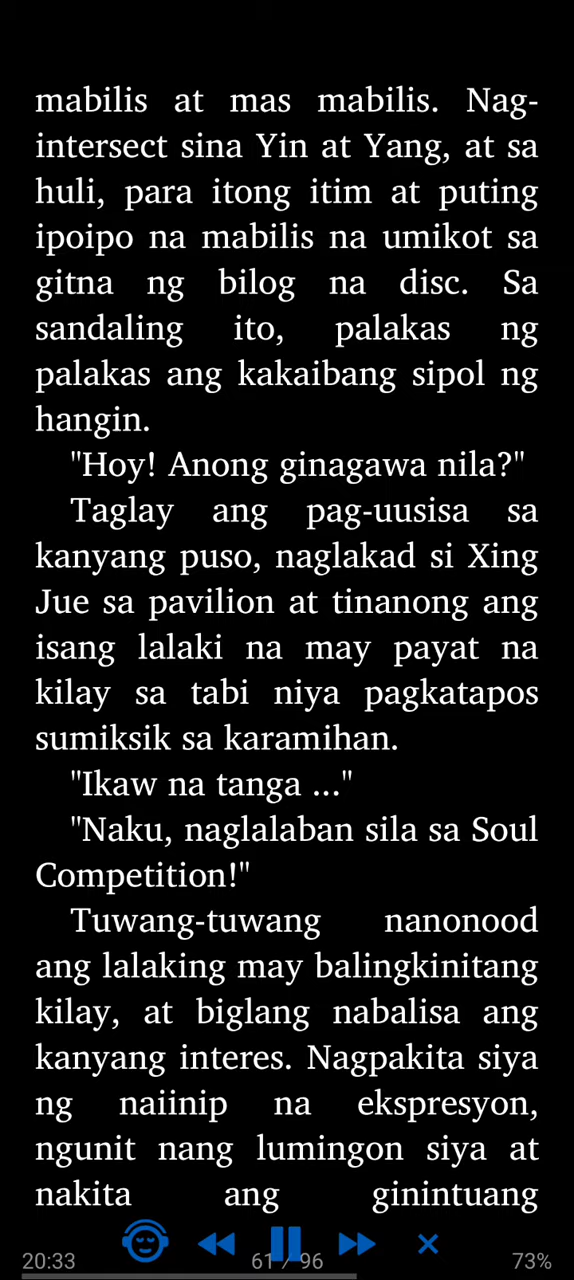 mabilis at mas mabilis. Nag-
intersect sina Yin at Yang, at sa
huli, para itong itim at puting
ipoipo na mabilis na umikot sa
gitna ng bilog na disc. Sa
sandaling ito, palakas ng
palakas ang kakaibang sipol ng
hangin.
"Hoy! Anong ginagawa nila?"
Taglay ang pag-uusisa sa
kanyang puso, naglakad si Xing
Jue sa pavilion at tinanong ang
isang lalaki na may payat na
kilay sa tabi niya pagkatapos
sumiksik sa karamihan.
"Ikaw na tanga ..."
"Naku, naglalaban sila sa Soul
Competition!"
Tuwang-tuwang nanonood
ang lalaking may balingkinitang
kilay, at biglang nabalisa ang
kanyang interes. Nagpakita siya
ng naiinip na ekspresyon,
ngunit nang lumingon siya at
nakita ang ginintuang
20:33 61 / 96 73%